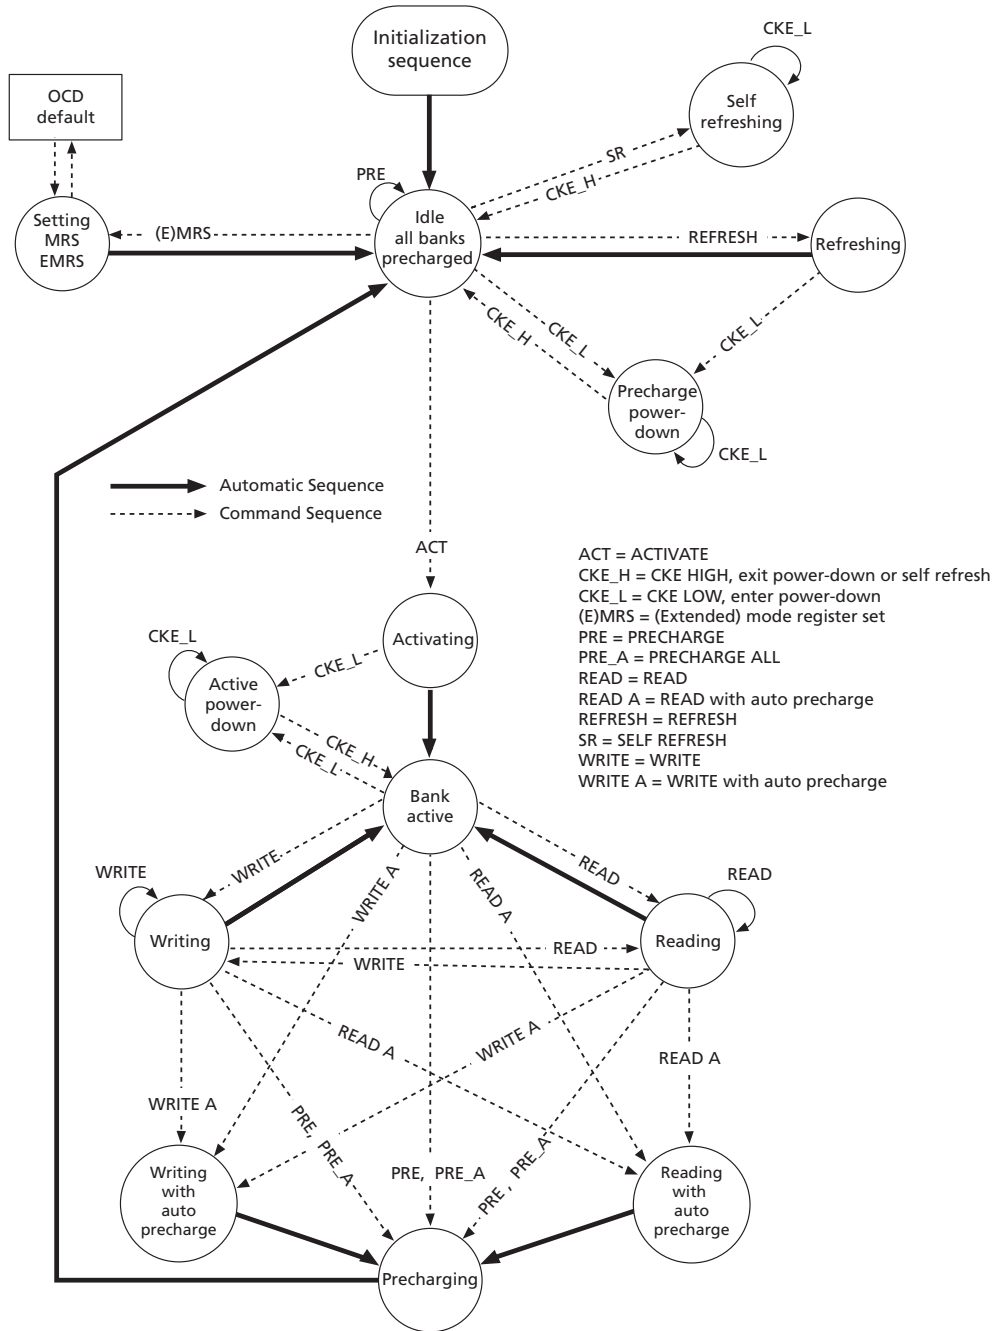 Initialization
sequence
CKE_L
OCD
default
Self
refreshing
SR
CKE_H
PRE
Setting
MRS
EMRS
(E)MRS
Idle
all banks
precharged
REFRESH
Refreshing
CKE_H
CKE_L
CKE_L
Precharge
power-
down
CKE_L
Automatic Sequence
Command Sequence
ACT
ACT = ACTIVATE
CKE_H = CKE HIGH, exit power-down or self refresh
CKE_L = CKE LOW, enter power-down
(E)MRS = (Extended) mode register set
PRE = PRECHARGE
PRE_A = PRECHARGE ALL
READ = READ
READ A = READ with auto precharge
REFRESH = REFRESH
SR = SELF REFRESH
WRITE = WRITE
WRITE A = WRITE with auto precharge
CKE_L
Activating
CKE_L
Active
power-
down
CKE_H
CKE_L
Bank
active
WRITE
WRITE
WRITE A
READ A
READ
READ
Writing
READ
WRITE
Reading
READ A
WRITE A
READ A
WRITE A
PRE, PRE_A
PRE, PRE_A
PRE , PRE_A
Writing
with
auto
precharge
Reading
with
auto
precharge
Precharging